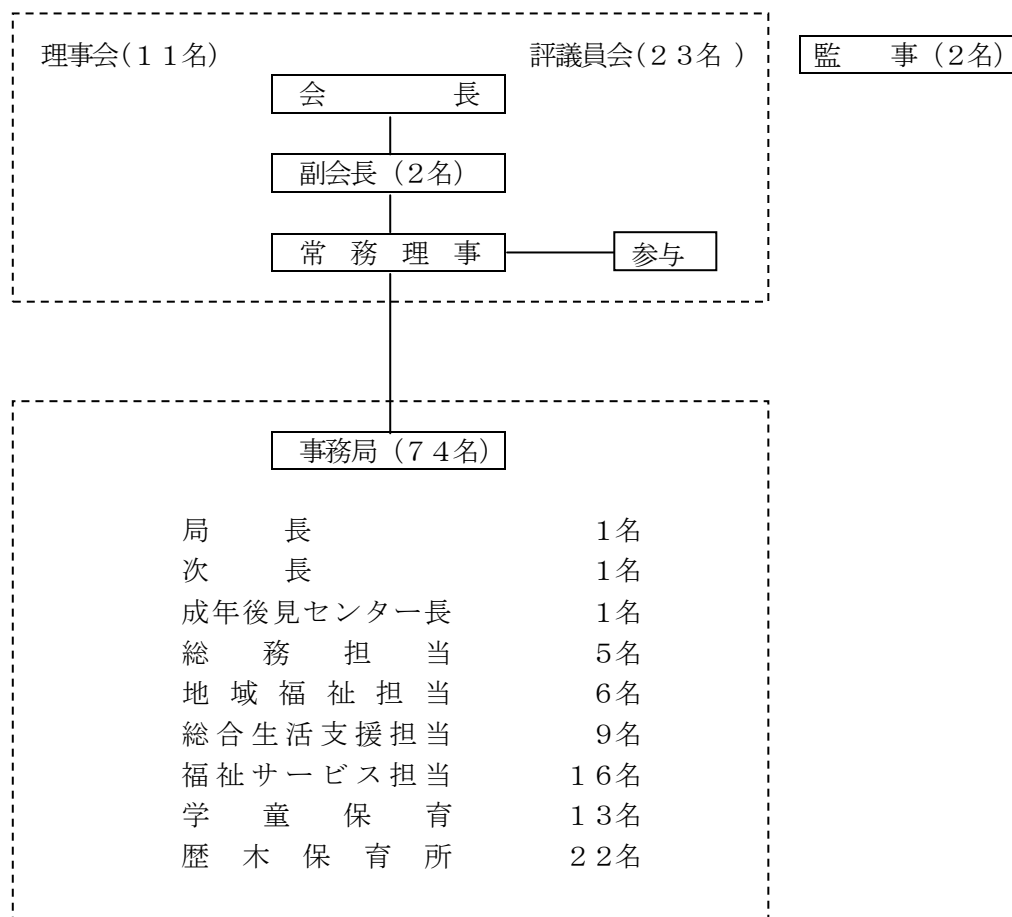 理事会(11名) 評議員会(23名 ) 監 事(2名)
会 長
副会長(2名)
常 務 理 事 参与
事務局(74名)
局 長 1名
次 長 1名
成年後見センター長 1名
総 務 担 当 5名
地 域 福 祉 担 当 6名
総合生活支援担当 9名
福祉サービス担当 16名
学 童 保 育 13名
歴 木 保 育 所 22名